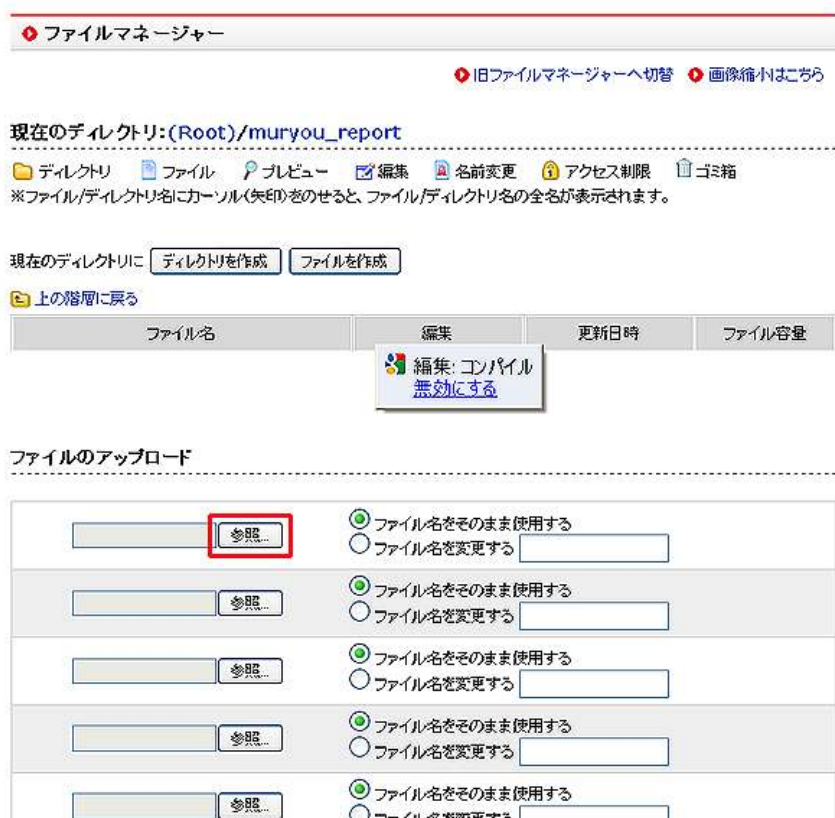 ファイルマネージャー
旧ファイルマネージャーへ切替 画像縮小はこちら
現在のディレクトリ:(Root)/muryou_report
ディレクトリ ファイル プレビュー 編集 名前変更 アクセス制限 ゴミ箱
※ファイル/ディレクトリ名にカーソル(矢印)をのせると、ファイル/ディレクトリ名の全名が表示されます。
現在のディレクトリに ディレクトリを作成 ファイルを作成
上の階層に戻る
ファイル名 編集 更新日時 ファイル容量
編集: コンパイル
無効にする
ファイルのアップロード
参照... ファイル名をそのまま使用する
ファイル名を変更する
参照... ファイル名をそのまま使用する
ファイル名を変更する
参照... ファイル名をそのまま使用する
ファイル名を変更する
参照... ファイル名をそのまま使用する
ファイル名を変更する
参照... ファイル名をそのまま使用する
ファイル名を変更する